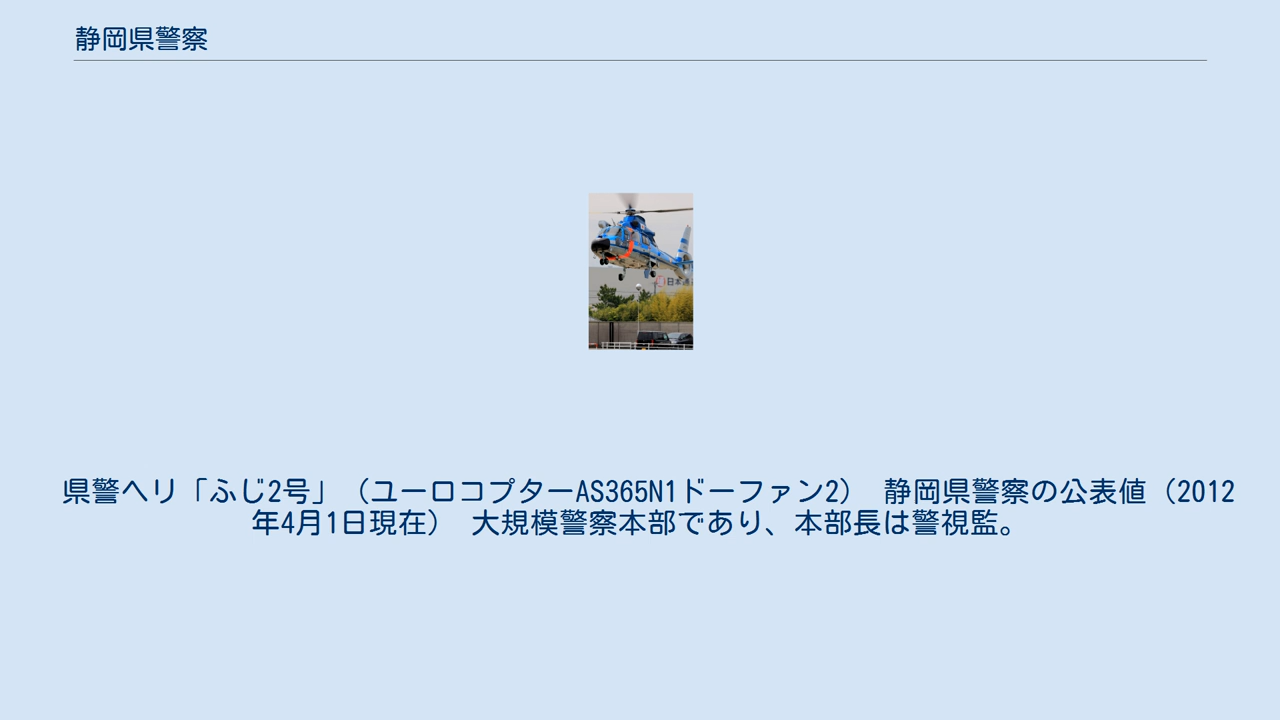 静岡県警察
日本通
県警ヘリ「ふじ2号」（ユーロコプターAS365N1ドーファン2） 静岡県警察の公表値（2012
年4月1日現在） 大規模警察本部であり、本部長は警視監。